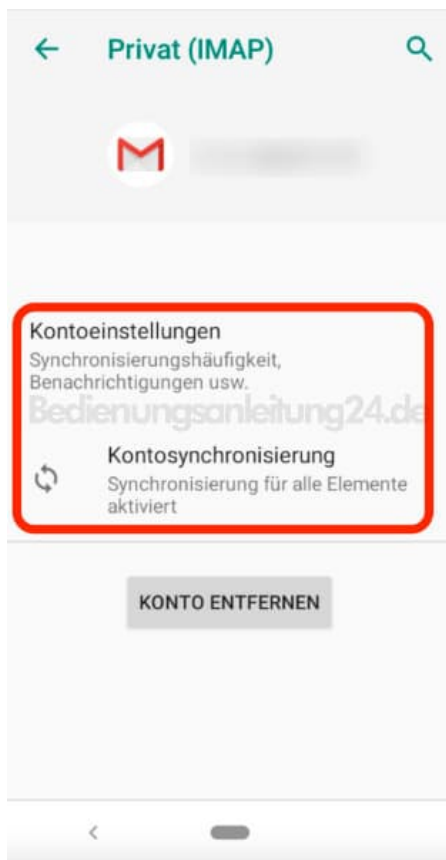 Privat (IMAP)
Kontoeinstellungen
Synchronisierungshäufigkeit,
Benachrichtigungen usw.
Bedienungsanleitung24.de
Kontosynchronisierung
Synchronisierung für alle Elemente
aktiviert
KONTO ENTFERNEN